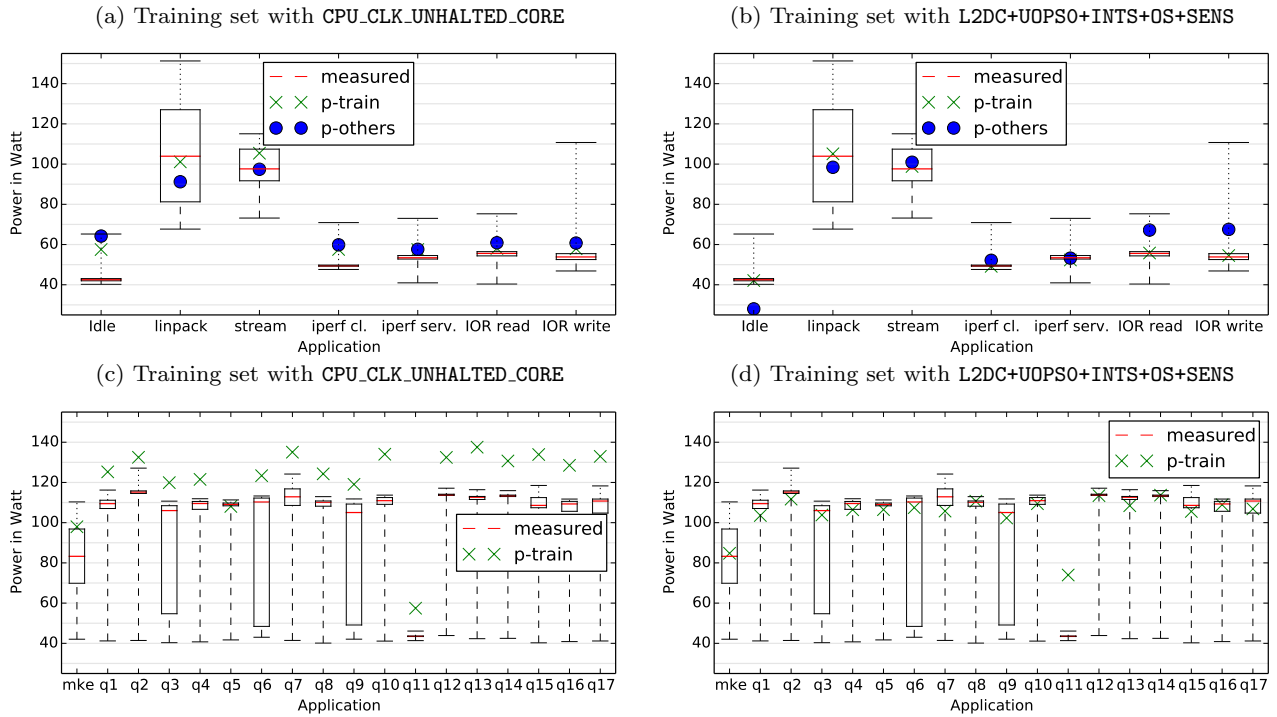 (a) Training set with CPU_CLK_UNHALTED_CORE
Power in Watt
140
120
100
80
60
40
measured
p-train
p-others
Idle linpack stream iperf cl. iperf serv. IOR read IOR write
Application
(b) Training set with L2DC+UOPS0+INTS+OS+SENS
Power in Watt
140
120
100
80
60
40
measured
p-train
p-others
Idle linpack stream iperf cl. iperf serv. IOR read IOR write
Application
(c) Training set with CPU_CLK_UNHALTED_CORE
Power in Watt
140
120
100
80
60
40
measured
p-train
mke q1 q2 q3 q4 q5 q6 q7 q8 q9 q10 q11 q12 q13 q14 q15 q16 q17
Application
(d) Training set with L2DC+UOPS0+INTS+OS+SENS
Power in Watt
140
120
100
80
60
40
measured
p-train
mke q1 q2 q3 q4 q5 q6 q7 q8 q9 q10 q11 q12 q13 q14 q15 q16 q17
Application